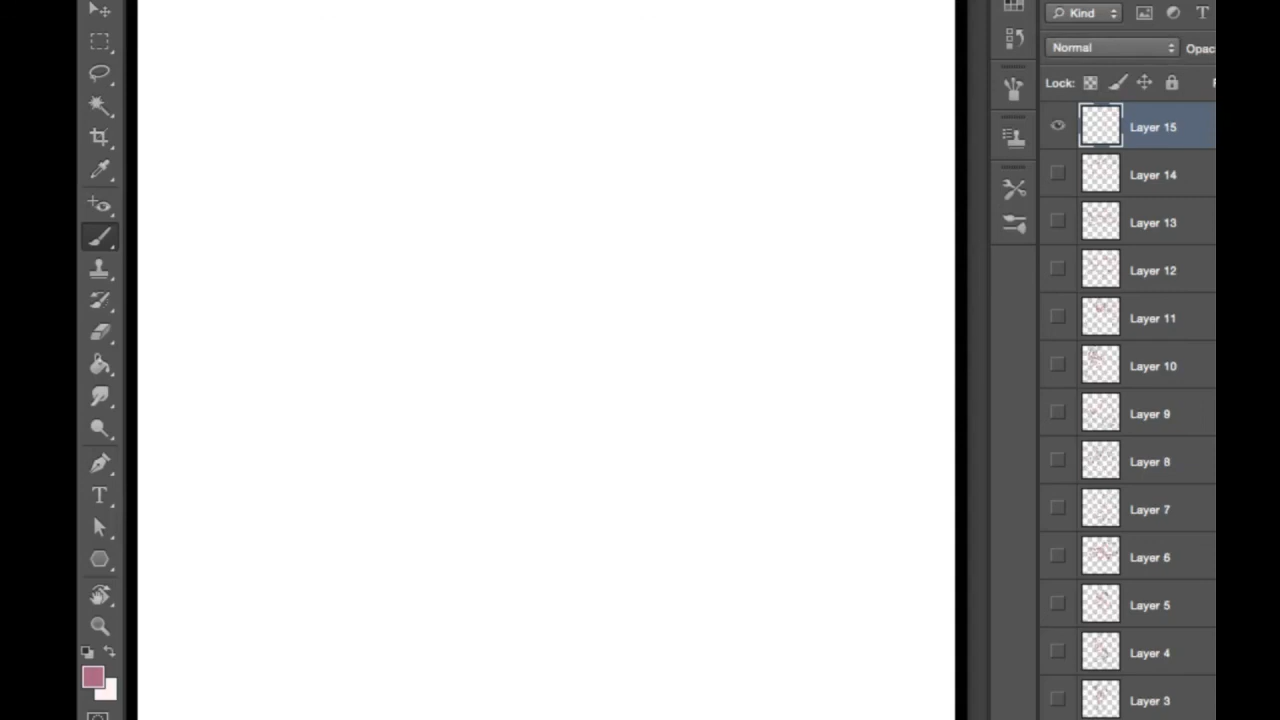 Kind
Normal
Opac
Lock:
Layer 15
Layer 14
Layer 13
Layer 12
Layer 11
Layer 10
Layer 9
Layer 8
Layer 7
Layer 6
Layer 5
Layer 4
Layer 3